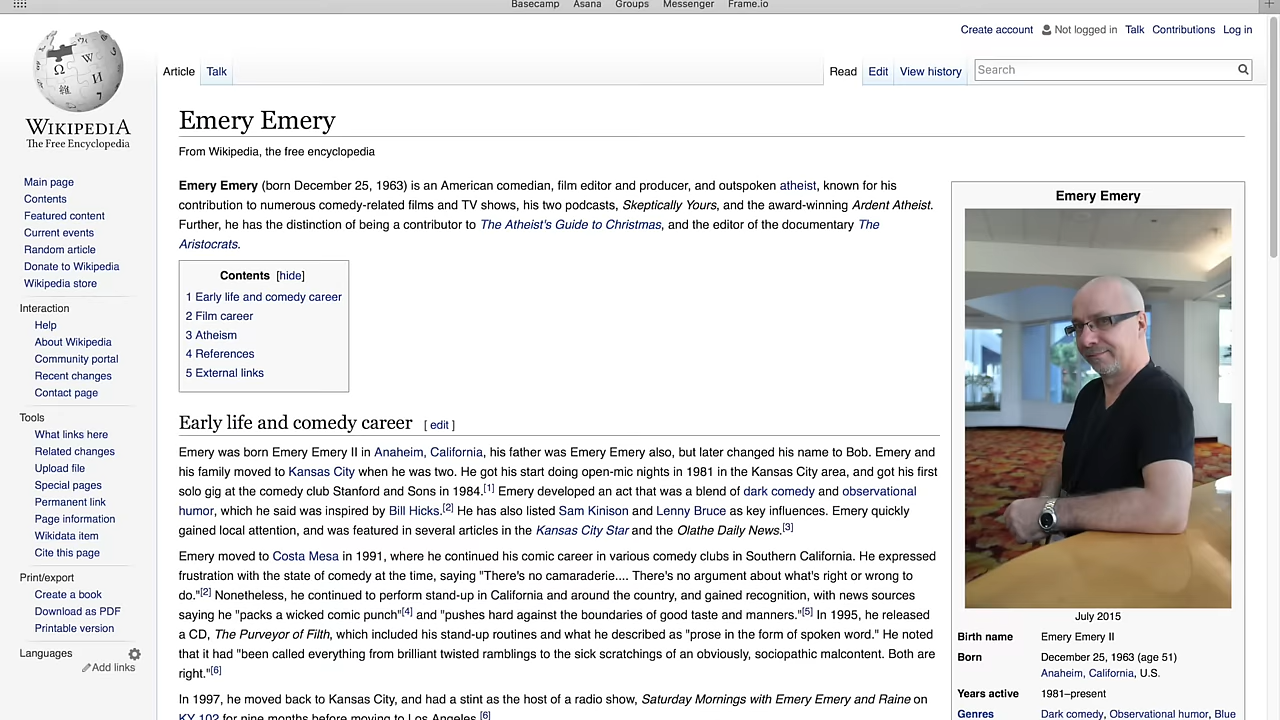 Basecamp Asana Groups Messenger Frame.io
Create account Not logged in Talk Contributions Log in
Article Talk Read Edit View history Search
WIKIPEDIA
The Free Encyclopedia
Main page
Contents
Featured content
Current events
Random article
Donate to Wikipedia
Wikipedia store
Interaction
Help
About Wikipedia
Community portal
Recent changes
Contact page
Tools
What links here
Related changes
Upload file
Special pages
Permanent link
Page information
Wikidata item
Cite this page
Print/export
Create a book
Download as PDF
Printable version
Languages
Add links
Emery Emery
From Wikipedia, the free encyclopedia
Emery Emery (born December 25, 1963) is an American comedian, film editor and producer, and outspoken atheist, known for his
contribution to numerous comedy-related films and TV shows, his two podcasts, Skeptically Yours, and the award-winning Ardent Atheist.
Further, he has the distinction of being a contributor to The Atheist's Guide to Christmas, and the editor of the documentary The
Aristocrats.
Contents [hide]
1 Early life and comedy career
2 Film career
3 Atheism
4 References
5 External links
Early life and comedy career [ edit ]
Emery was born Emery Emery II in Anaheim, California, his father was Emery Emery also, but later changed his name to Bob. Emery and
his family moved to Kansas City when he was two. He got his start doing open-mic nights in 1981 in the Kansas City area, and got his first
solo gig at the comedy club Stanford and Sons in 1984.[1] Emery developed an act that was a blend of dark comedy and observational
humor, which he said was inspired by Bill Hicks.[2] He has also listed Sam Kinison and Lenny Bruce as key influences. Emery quickly
gained local attention, and was featured in several articles in the Kansas City Star and the Olathe Daily News.[3]
Emery moved to Costa Mesa in 1991, where he continued his comic career in various comedy clubs in Southern California. He expressed
frustration with the state of comedy at the time, saying "There's no camaraderie.... There's no argument about what's right or wrong to
do."[2] Nonetheless, he continued to perform stand-up in California and around the country, and gained recognition, with news sources
saying he "packs a wicked comic punch"[4] and "pushes hard against the boundaries of good taste and manners."[5] In 1995, he released
a CD, The Purveyor of Filth, which included his stand-up routines and what he described as "prose in the form of spoken word." He noted
that it had "been called everything from brilliant twisted ramblings to the sick scratchings of an obviously, sociopathic malcontent. Both are
right."[6]
In 1997, he moved back to Kansas City, and had a stint as the host of a radio show, Saturday Mornings with Emery Emery and Raine on
KY 102 for nine months before moving to Los Angeles.[6]
Emery Emery
July 2015
Birth name Emery Emery II
Born December 25, 1963 (age 51)
Anaheim, California, U.S.
Years active 1981–present
Genres Dark comedy, Observational humor, Blue